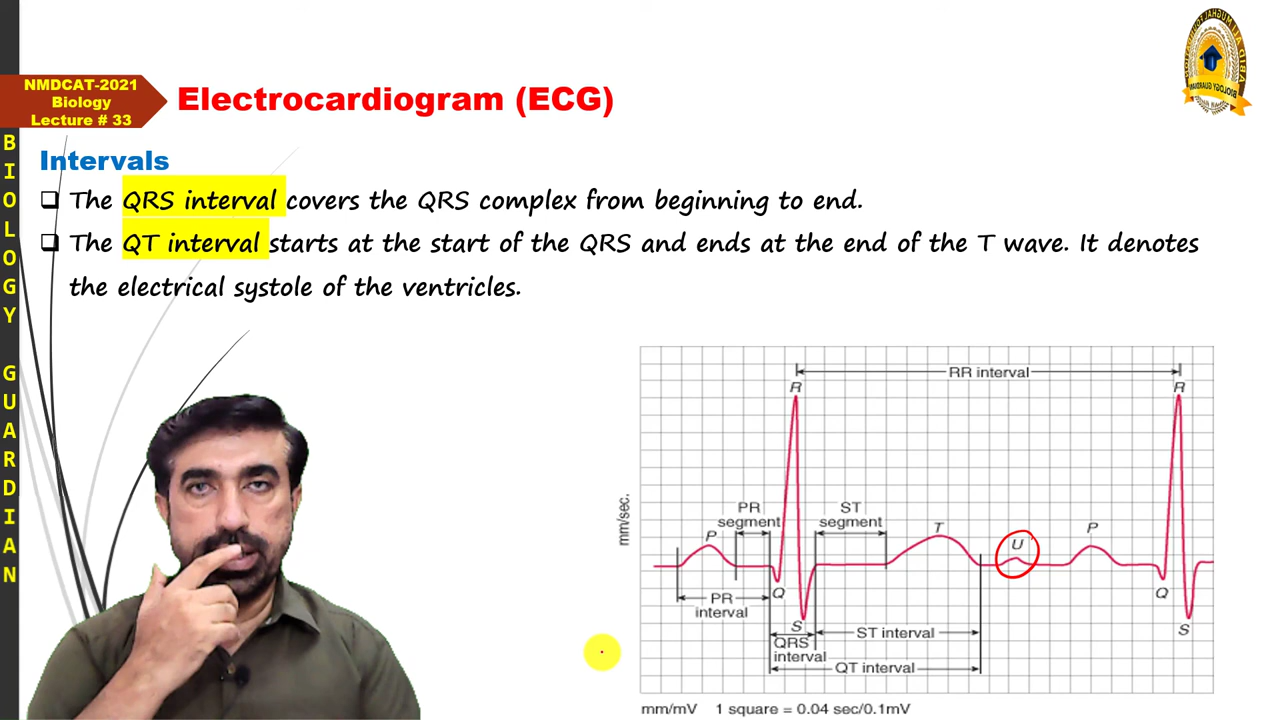 NMDCAT-2021
Biology
Lecture # 33
Electrocardiogram (ECG)
BIOLOGY GUARDIAN
Intervals
The QRS interval covers the QRS complex from beginning to end.
The QT interval starts at the start of the QRS and ends at the end of the T wave. It denotes
the electrical systole of the ventricles.
RR interval
R
R
mm/sec.
PR
segment
ST
segment
P
T
U
P
Q
Q
PR
interval
S
S
QRS
interval
ST interval
QT interval
mm/mV 1 square = 0.04 sec/0.1mV